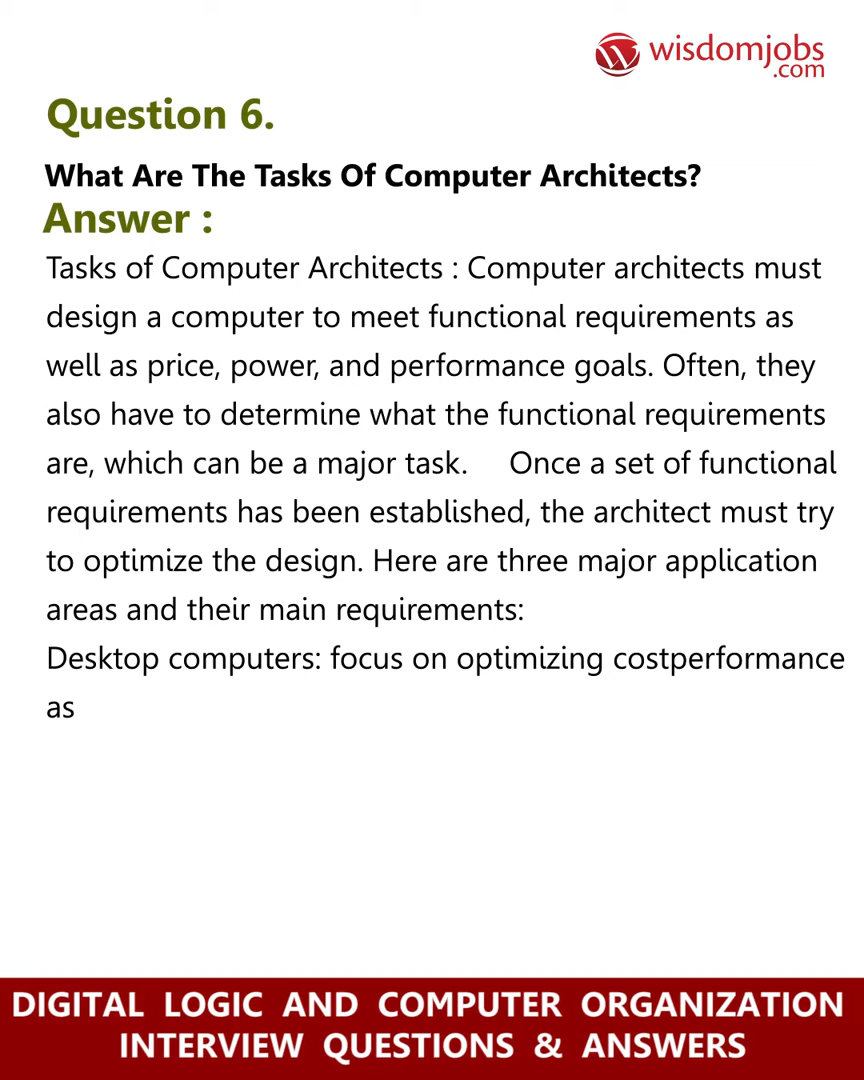 wisdomjobs
.com
Question 6.
What Are The Tasks Of Computer Architects?
Answer :
Tasks of Computer Architects : Computer architects must
design a computer to meet functional requirements as
well as price, power, and performance goals. Often, they
also have to determine what the functional requirements
are, which can be a major task.     Once a set of functional
requirements has been established, the architect must try
to optimize the design. Here are three major application
areas and their main requirements:
Desktop computers: focus on optimizing costperformance
as
DIGITAL LOGIC AND COMPUTER ORGANIZATION
INTERVIEW QUESTIONS & ANSWERS